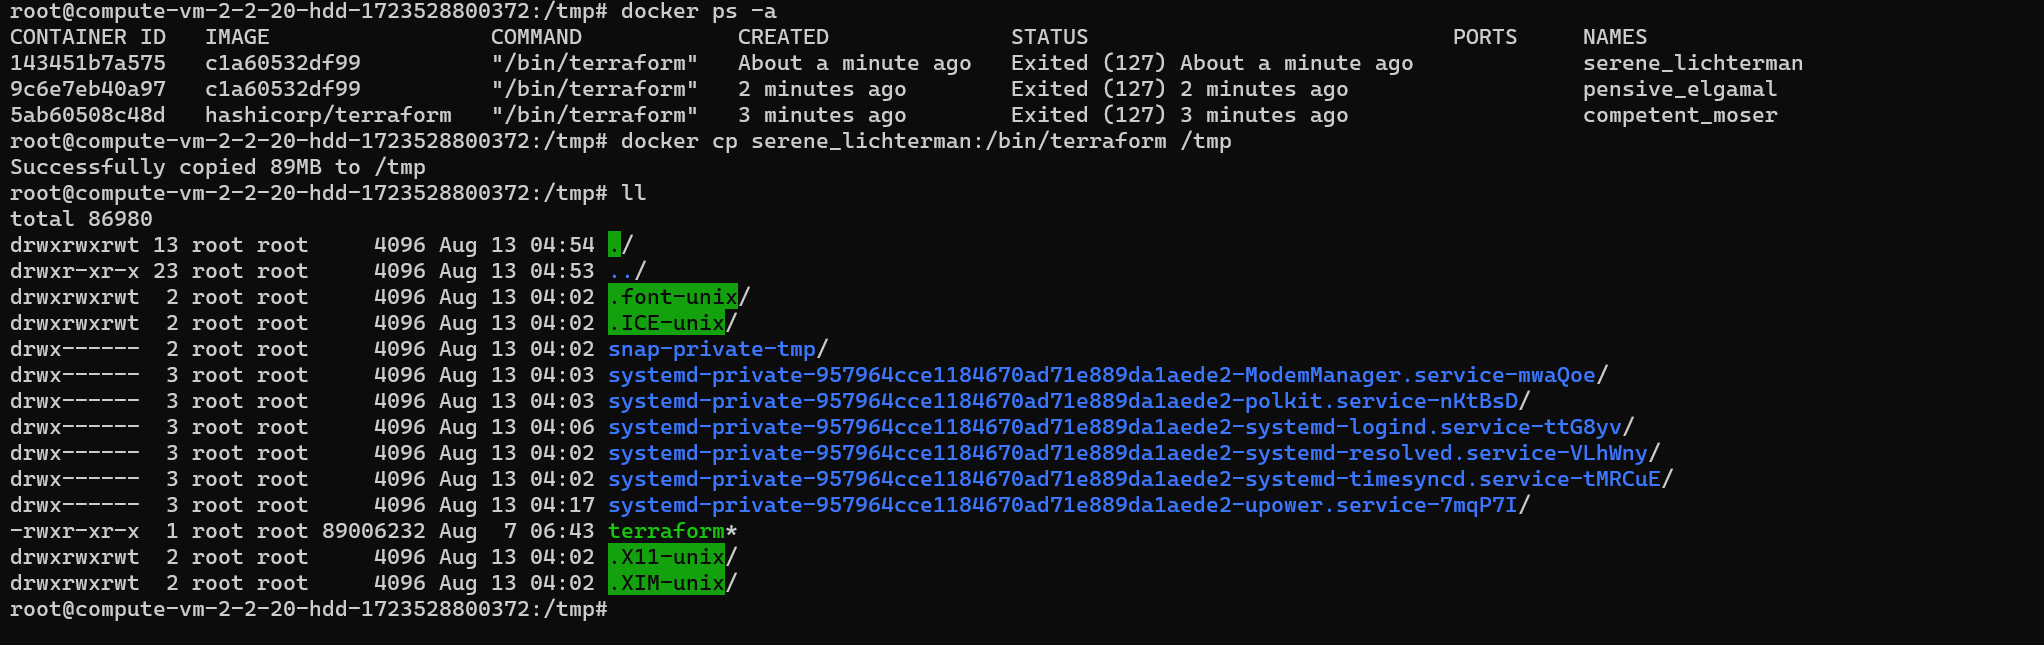 root@compute-vm-2-2-20-hdd-1723528800372:/tmp# docker ps -a
CONTAINER ID   IMAGE                 COMMAND            CREATED              STATUS                            PORTS     NAMES
143451b7a575   c1a60532df99          "/bin/terraform"   About a minute ago   Exited (127) About a minute ago             serene_lichterman
9c6e7eb40a97   c1a60532df99          "/bin/terraform"   2 minutes ago        Exited (127) 2 minutes ago                  pensive_elgamal
5ab60508c48d   hashicorp/terraform   "/bin/terraform"   3 minutes ago        Exited (127) 3 minutes ago                  competent_moser
root@compute-vm-2-2-20-hdd-1723528800372:/tmp# docker cp serene_lichterman:/bin/terraform /tmp
Successfully copied 89MB to /tmp
root@compute-vm-2-2-20-hdd-1723528800372:/tmp# ll
total 86980
drwxrwxrwt 13 root root     4096 Aug 13 04:54 ./
drwxr-xr-x 23 root root     4096 Aug 13 04:53 ../
drwxrwxrwt  2 root root     4096 Aug 13 04:02 .font-unix/
drwxrwxrwt  2 root root     4096 Aug 13 04:02 .ICE-unix/
drwx------  2 root root     4096 Aug 13 04:02 snap-private-tmp/
drwx------  3 root root     4096 Aug 13 04:03 systemd-private-957964cce1184670ad71e889da1aede2-ModemManager.service-mwaQoe/
drwx------  3 root root     4096 Aug 13 04:03 systemd-private-957964cce1184670ad71e889da1aede2-polkit.service-nKtBsD/
drwx------  3 root root     4096 Aug 13 04:06 systemd-private-957964cce1184670ad71e889da1aede2-systemd-logind.service-ttG8yv/
drwx------  3 root root     4096 Aug 13 04:02 systemd-private-957964cce1184670ad71e889da1aede2-systemd-resolved.service-VLhWny/
drwx------  3 root root     4096 Aug 13 04:02 systemd-private-957964cce1184670ad71e889da1aede2-systemd-timesyncd.service-tMRCuE/
drwx------  3 root root     4096 Aug 13 04:17 systemd-private-957964cce1184670ad71e889da1aede2-upower.service-7mqP7I/
-rwxr-xr-x  1 root root 89006232 Aug  7 06:43 terraform*
drwxrwxrwt  2 root root     4096 Aug 13 04:02 .X11-unix/
drwxrwxrwt  2 root root     4096 Aug 13 04:02 .XIM-unix/
root@compute-vm-2-2-20-hdd-1723528800372:/tmp#